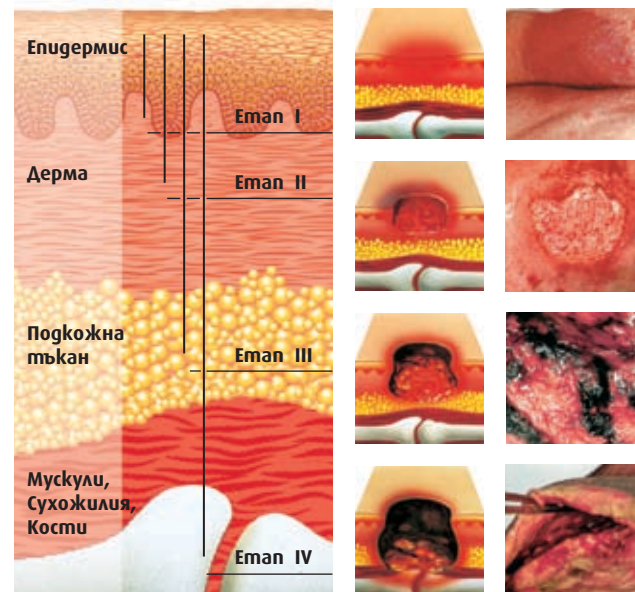 Епидермис
Етап I
Дерма
Етап II
Подкожна
тъкан
Етап III
Мускули,
Сухожилия,
Кости
Етап IV